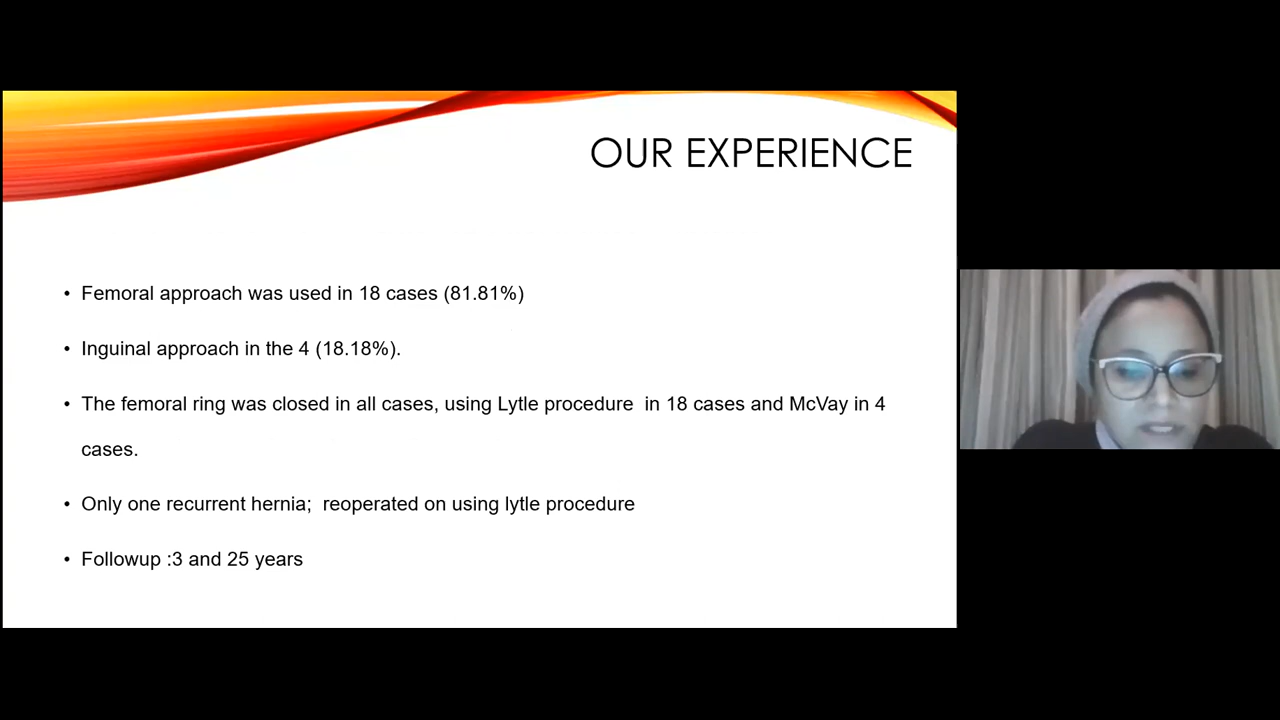 OUR EXPERIENCE
• Femoral approach was used in 18 cases (81.81%)
• Inguinal approach in the 4 (18.18%).
• The femoral ring was closed in all cases, using Lytle procedure  in 18 cases and McVay in 4
cases.
• Only one recurrent hernia;  reoperated on using lytle procedure
• Followup :3 and 25 years